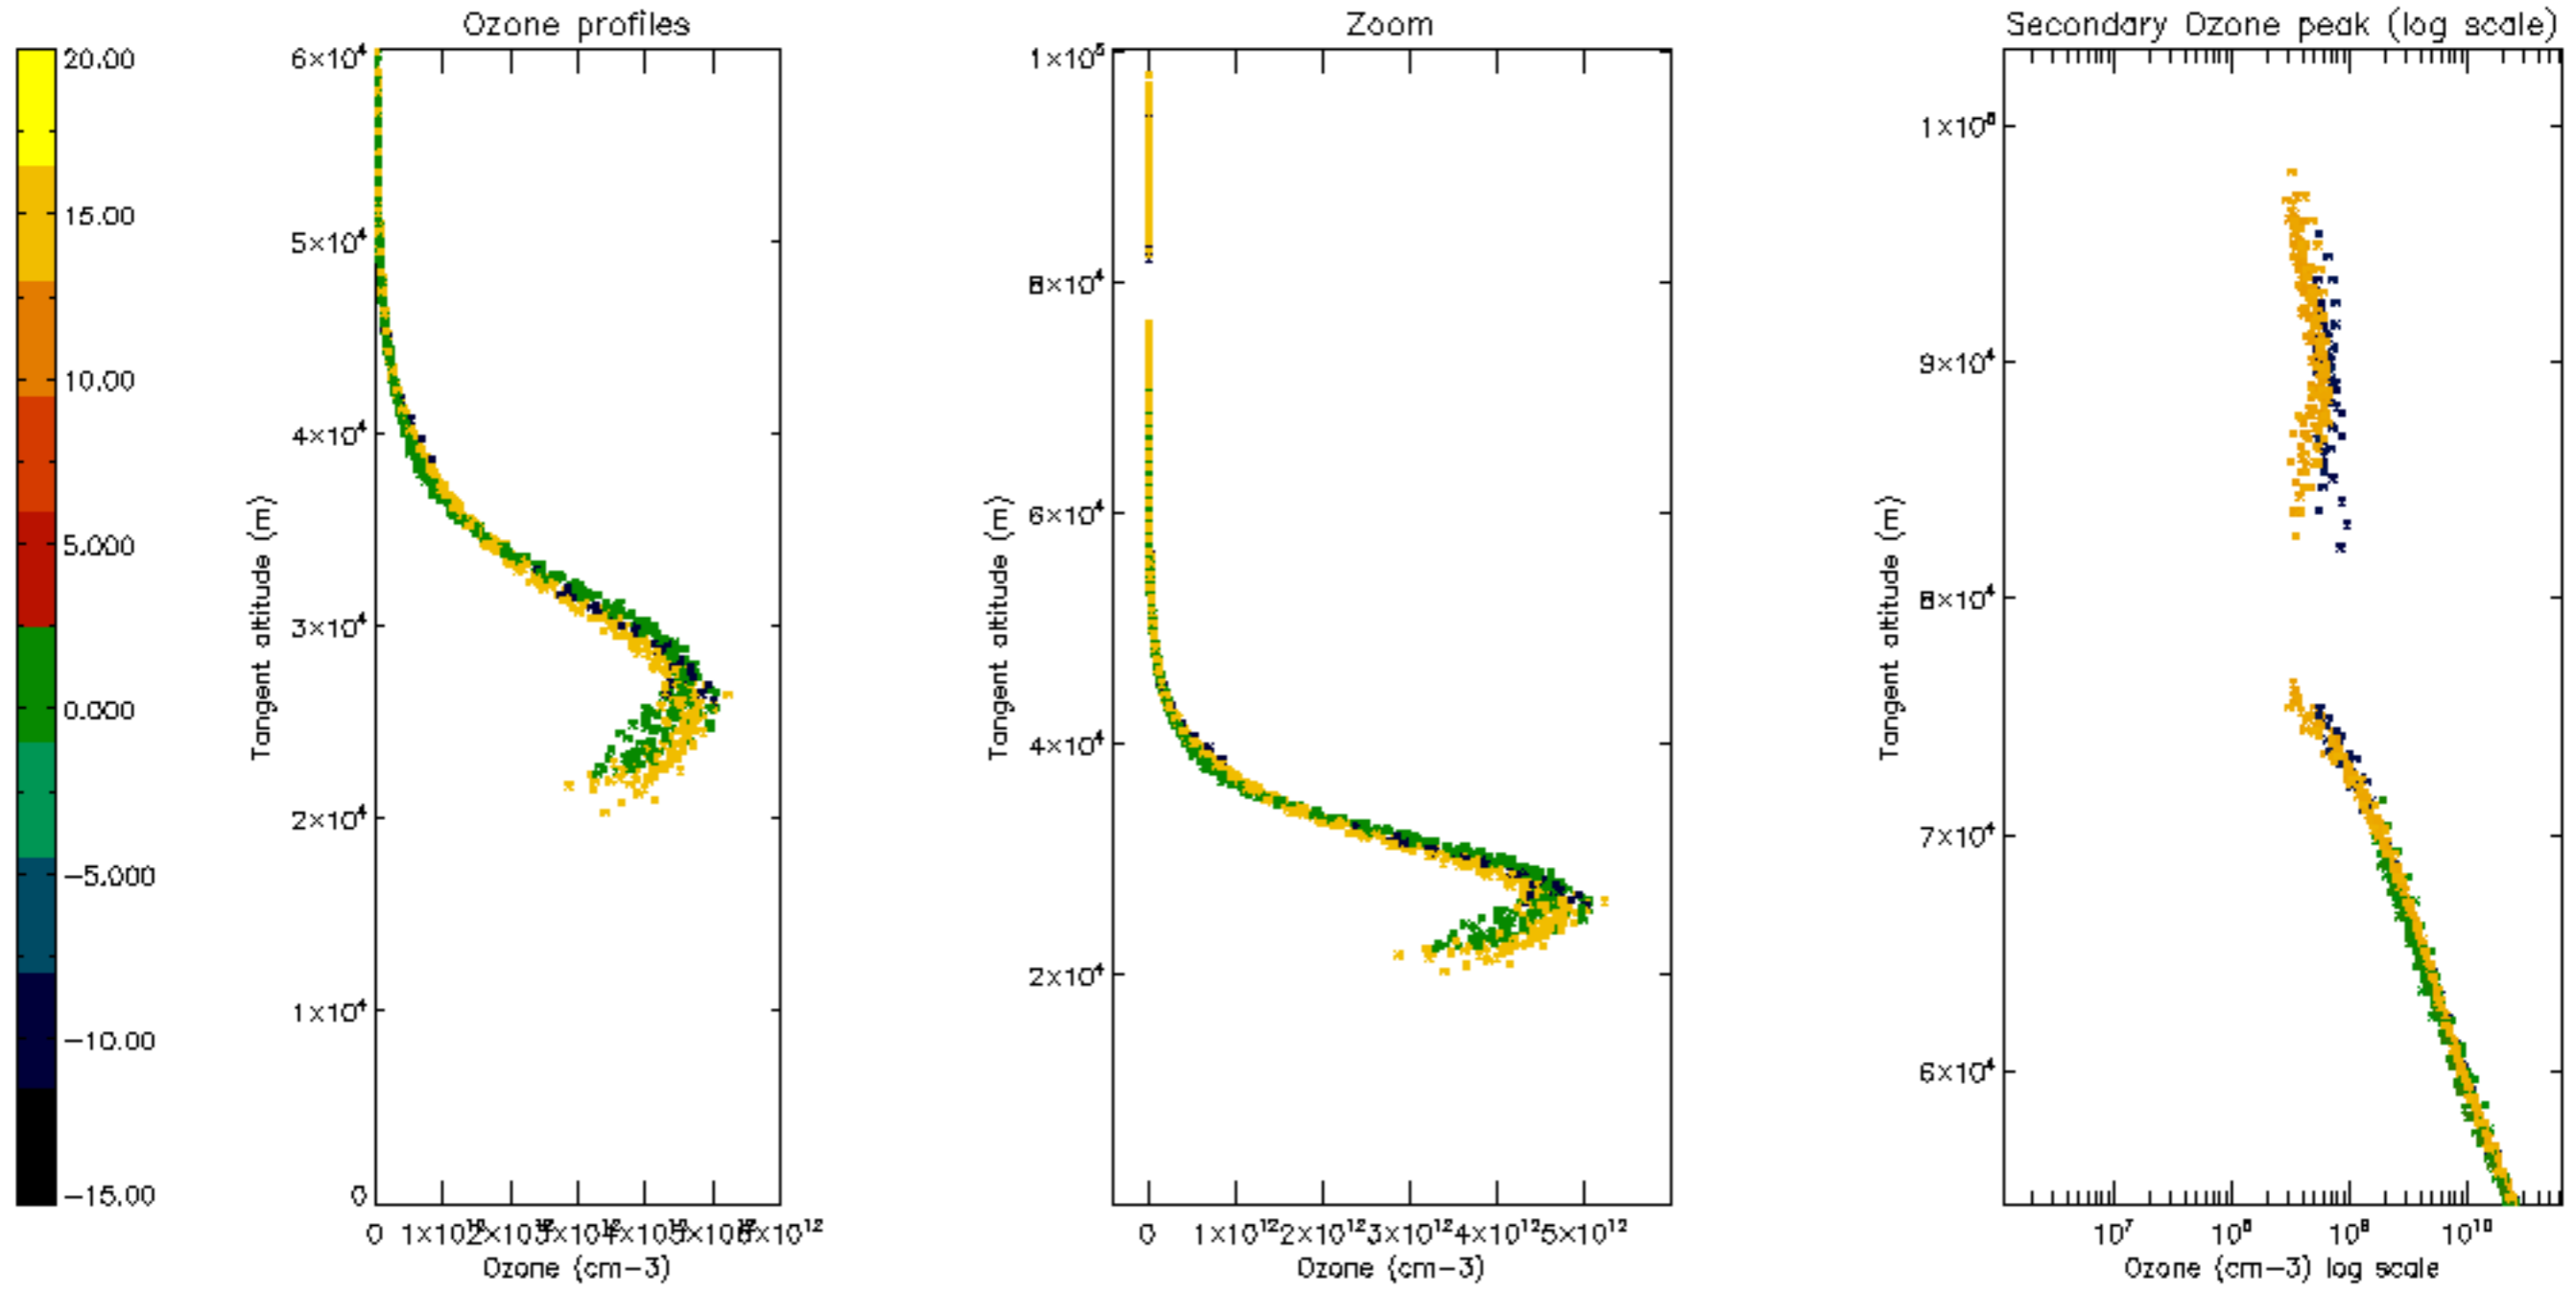 Ozone profiles
Zoom
Secondary Ozone peak (log scale)
20.00
15.00
10.00
5.000
0.000
−5.000
−10.00
−15.00
6×10⁴
5×10⁴
4×10⁴
3×10⁴
2×10⁴
1×10⁴
0
Tangent altitude (m)
0
Ozone (cm−3)
1×10⁵
8×10⁴
6×10⁴
4×10⁴
2×10⁴
Tangent altitude (m)
0 1×10¹² 2×10¹² 3×10¹² 4×10¹² 5×10¹²
Ozone (cm−3)
1×10⁵
9×10⁴
8×10⁴
7×10⁴
6×10⁴
Tangent altitude (m)
10⁷ 10⁸ 10⁹ 10¹⁰
Ozone (cm−3) log scale